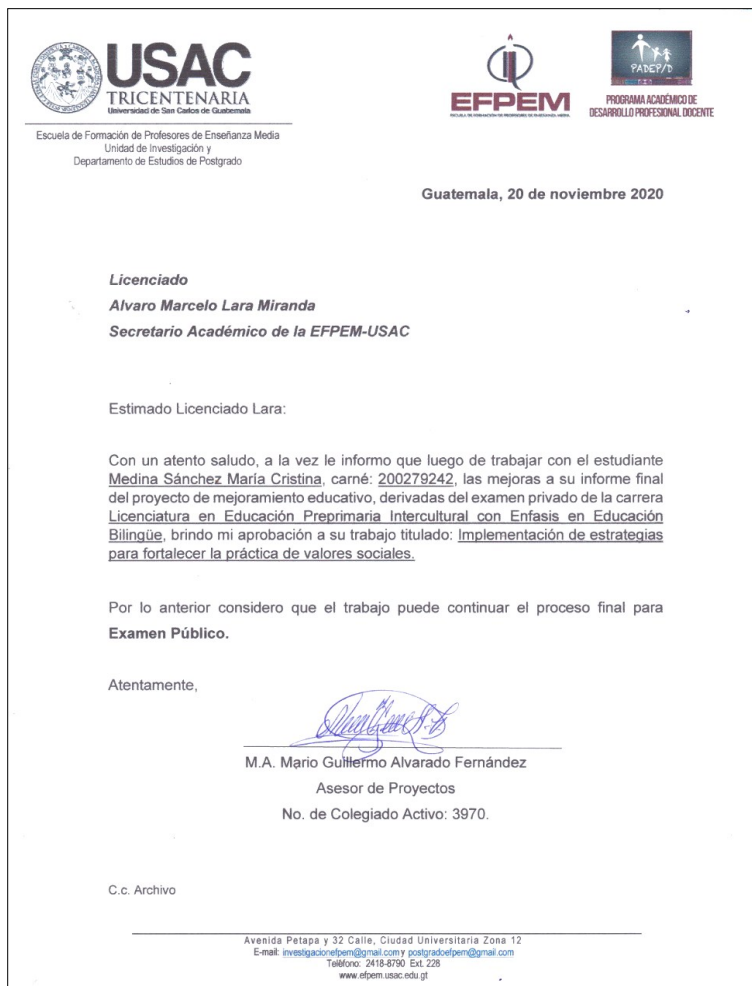 USAC
TRICENTENARIA
Universidad de San Carlos de Guatemala
EFPEM
ESCUELA DE FORMACIÓN DE PROFESORES DE ENSEÑANZA MEDIA
PADEP/D
PROGRAMA ACADÉMICO DE
DESARROLLO PROFESIONAL DOCENTE
Escuela de Formación de Profesores de Enseñanza Media
Unidad de Investigación y
Departamento de Estudios de Postgrado
Guatemala, 20 de noviembre 2020
Licenciado
Alvaro Marcelo Lara Miranda
Secretario Académico de la EFPEM-USAC
Estimado Licenciado Lara:
Con un atento saludo, a la vez le informo que luego de trabajar con el estudiante
Medina Sánchez María Cristina, carné: 200279242, las mejoras a su informe final
del proyecto de mejoramiento educativo, derivadas del examen privado de la carrera
Licenciatura en Educación Preprimaria Intercultural con Enfasis en Educación
Bilingüe, brindo mi aprobación a su trabajo titulado: Implementación de estrategias
para fortalecer la práctica de valores sociales.
Por lo anterior considero que el trabajo puede continuar el proceso final para
Examen Público.
Atentamente,
M.A. Mario Guillermo Alvarado Fernández
Asesor de Proyectos
No. de Colegiado Activo: 3970.
C.c. Archivo
Avenida Petapa y 32 Calle, Ciudad Universitaria Zona 12
E-mail: investigacionefpem@gmail.com y postgradoefpem@gmail.com
Teléfono: 2418-8790 Ext. 228
www.efpem.usac.edu.gt